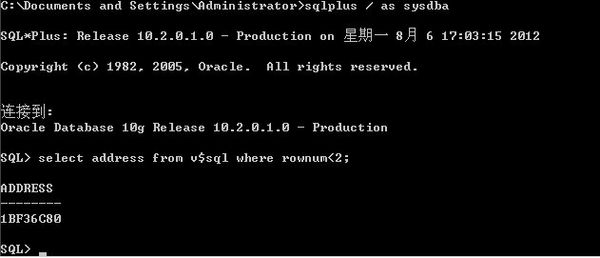 C:\Documents and Settings\Administrator>sqlplus / as sysdba
SQL*Plus: Release 10.2.0.1.0 - Production on 星期一 8月 6 17:03:15 2012
Copyright (c) 1982, 2005, Oracle.  All rights reserved.
连接到:
Oracle Database 10g Release 10.2.0.1.0 - Production
SQL> select address from v$sql where rownum<2;
ADDRESS
--------
1BF36C80
SQL> _